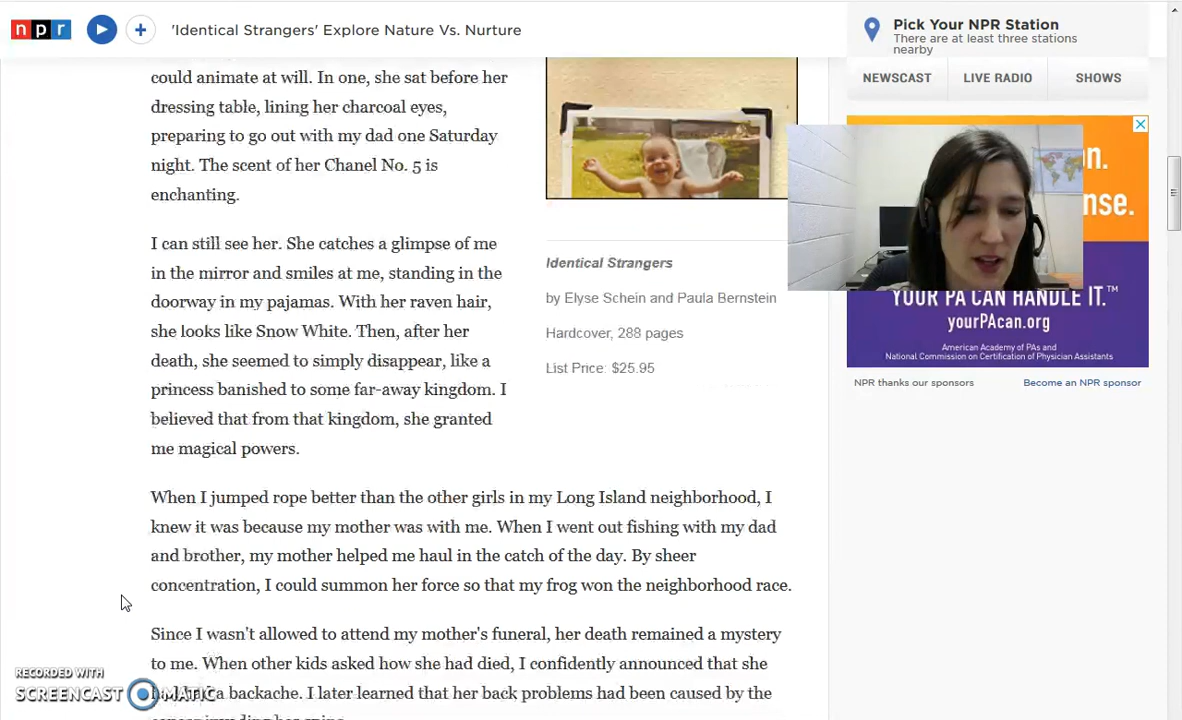 npr
'Identical Strangers' Explore Nature Vs. Nurture
could animate at will. In one, she sat before her
dressing table, lining her charcoal eyes,
preparing to go out with my dad one Saturday
night. The scent of her Chanel No. 5 is
enchanting.
I can still see her. She catches a glimpse of me
in the mirror and smiles at me, standing in the
doorway in my pajamas. With her raven hair,
she looks like Snow White. Then, after her
death, she seemed to simply disappear, like a
princess banished to some far-away kingdom. I
believed that from that kingdom, she granted
me magical powers.
Identical Strangers
by Elyse Schein and Paula Bernstein
Hardcover, 288 pages
List Price: $25.95
When I jumped rope better than the other girls in my Long Island neighborhood, I
knew it was because my mother was with me. When I went out fishing with my dad
and brother, my mother helped me haul in the catch of the day. By sheer
concentration, I could summon her force so that my frog won the neighborhood race.
Since I wasn't allowed to attend my mother's funeral, her death remained a mystery
to me. When other kids asked how she had died, I confidently announced that she
a backache. I later learned that her back problems had been caused by the
Pick Your NPR Station
There are at least three stations
nearby
NEWSCAST
LIVE RADIO
SHOWS
on.
nse.
YOUR PA CAN HANDLE IT.™
yourPAcan.org
American Academy of PAs and
National Commission on Certification of Physician Assistants
NPR thanks our sponsors
Become an NPR sponsor
RECORDED WITH
SCREENCAST MATIC